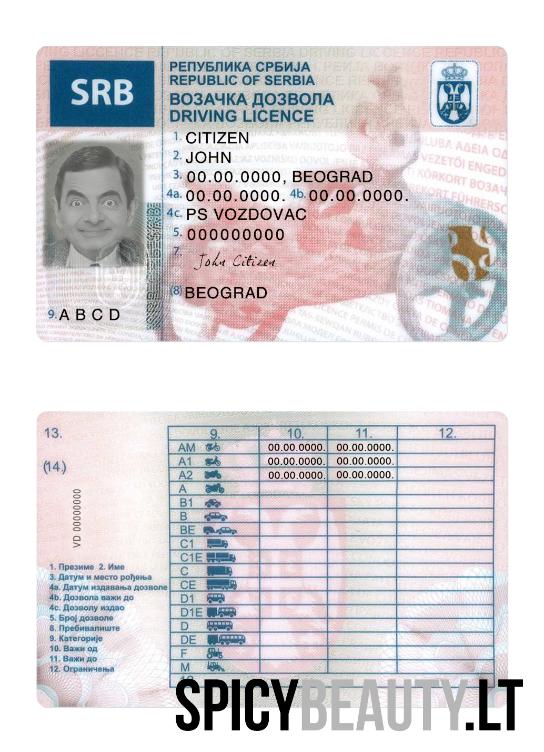 SRB
РЕПУБЛИКА СРБИЈА
REPUBLIC OF SERBIA
ВОЗАЧКА ДОЗВОЛА
DRIVING LICENCE
1. CITIZEN
2. JOHN
3. 00.00.0000, BEOGRAD
4a. 00.00.0000. 4b. 00.00.0000.
4c. PS VOZDOVAC
5. 000000000
7. John Citizen
(8) BEOGRAD
9. A B C D
13.
(14.)
VD 00000000
1. Презиме 2. Име
3. Датум и место рођења
4a. Датум издавања дозволе
4b. Дозвола важи до
4c. Дозволу издао
5. Број дозволе
8. Пребивалиште
9. Категорије
10. Важи од
11. Важи до
12. Ограничења
9. 10. 11. 12.
AM 00.00.0000. 00.00.0000.
A1 00.00.0000. 00.00.0000.
A2 00.00.0000. 00.00.0000.
A
B1
B
BE
C1
C1E
C
CE
D1
D1E
D
DE
F
M
SPICYBEAUTY.LT